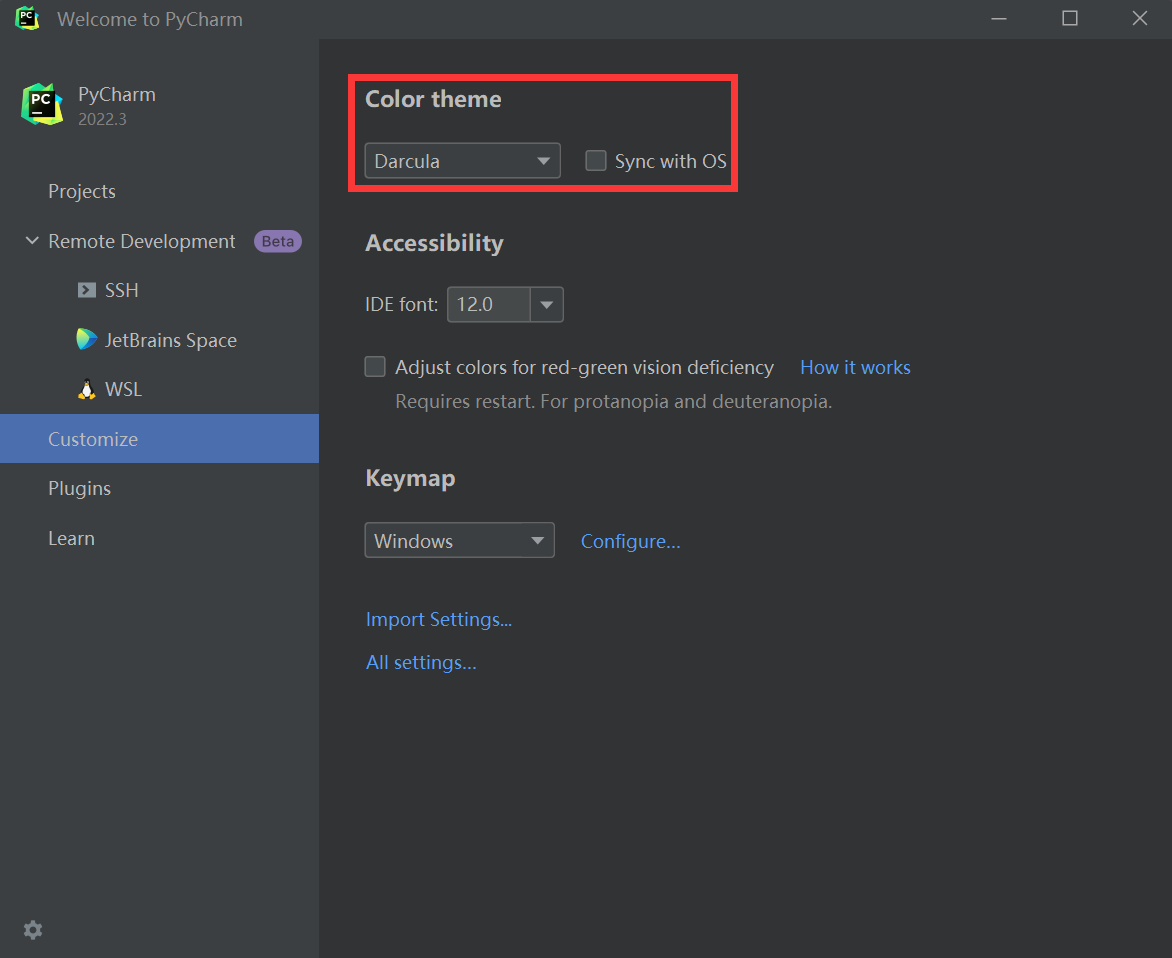 PC Welcome to PyCharm
PC PyCharm
2022.3
Projects
Remote Development Beta
SSH
JetBrains Space
WSL
Customize
Plugins
Learn
Color theme
Darcula Sync with OS
Accessibility
IDE font: 12.0
Adjust colors for red-green vision deficiency How it works
Requires restart. For protanopia and deuteranopia.
Keymap
Windows Configure...
Import Settings...
All settings...